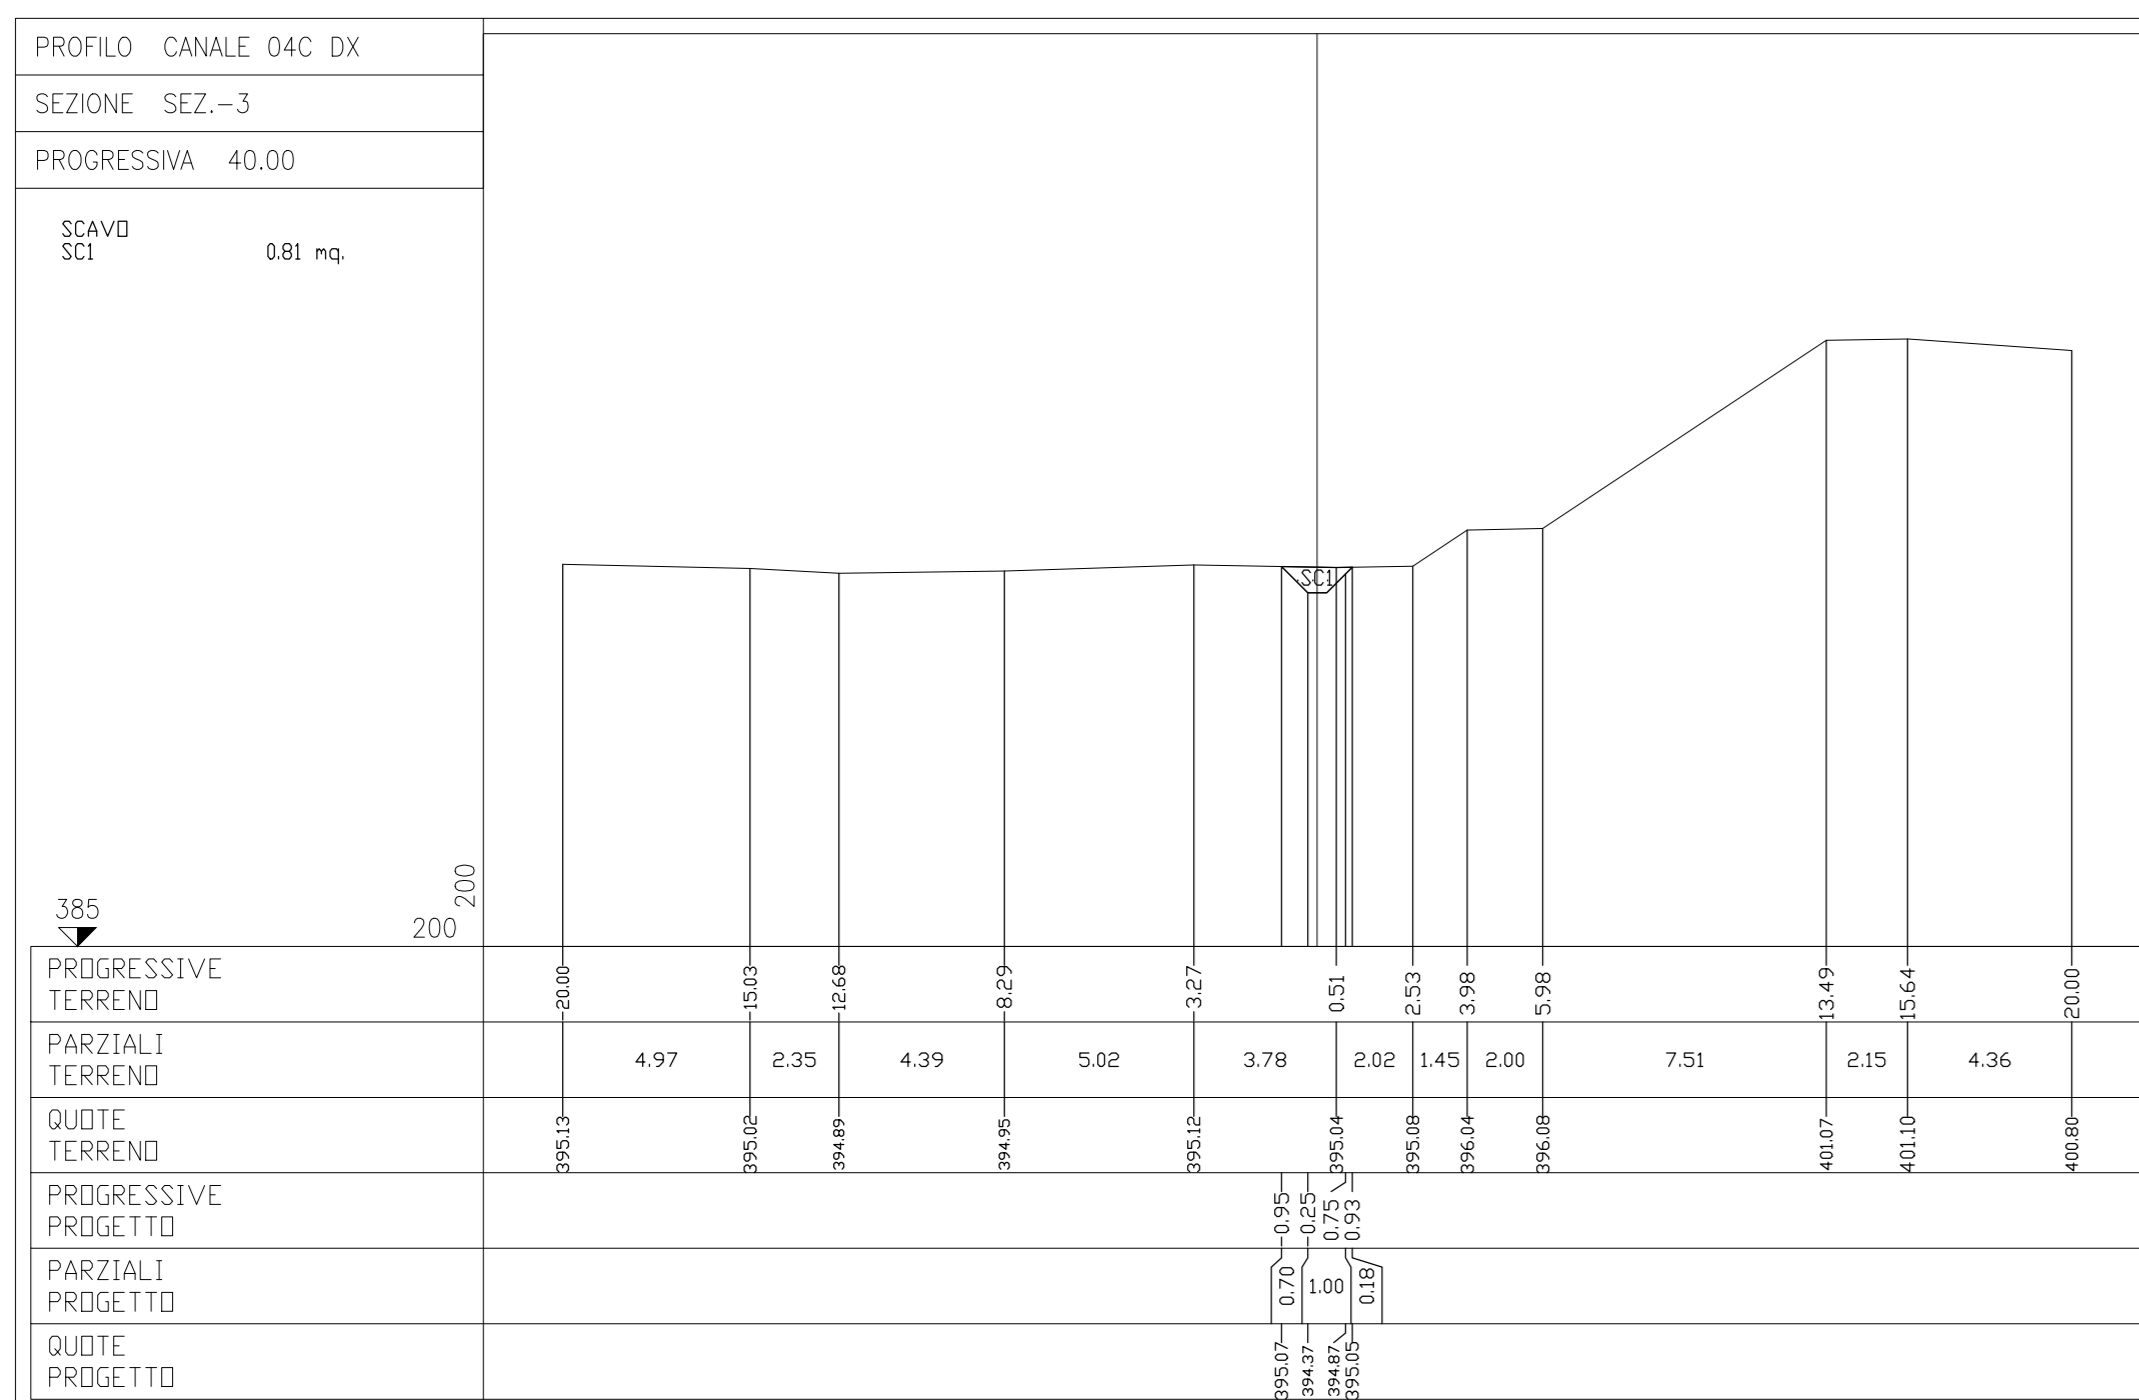 PROFILO CANALE 04C DX
SEZIONE SEZ.-3
PROGRESSIVA 40.00
SCAVO
SC1 0.81 mq.
SC1
200
200
385
PROGRESSIVE
TERRENO
-20.00 -15.03 -12.68 -8.29 -3.27 0.51 2.53 3.98 5.98 13.49 15.64 20.00
PARZIALI
TERRENO
4.97 2.35 4.39 5.02 3.78 2.02 1.45 2.00 7.51 2.15 4.36
QUOTE
TERRENO
395.13 395.02 394.89 394.95 395.12 395.04 395.08 396.04 396.08 401.07 401.10 400.80
PROGRESSIVE
PROGETTO
-0.95 -0.25 0.75 0.93
PARZIALI
PROGETTO
0.70 1.00 0.18
QUOTE
PROGETTO
395.07 394.37 394.87 395.05